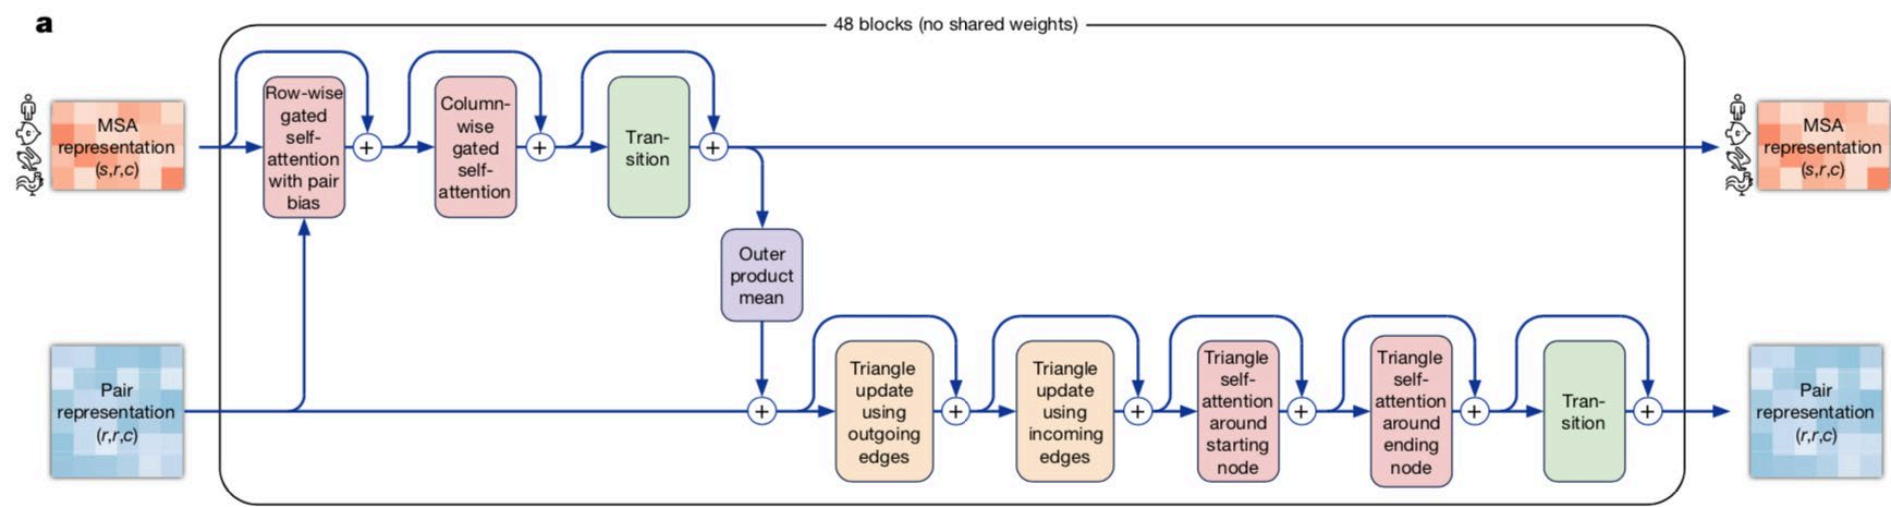 a
48 blocks (no shared weights)
MSA
representation
(s,r,c)
Row-wise
gated
self-
attention
with pair
bias
+
Column-
wise
gated
self-
attention
+
Tran-
sition
+
MSA
representation
(s,r,c)
Outer
product
mean
Pair
representation
(r,r,c)
+
Triangle
update
using
outgoing
edges
+
Triangle
update
using
incoming
edges
+
Triangle
self-
attention
around
starting
node
+
Triangle
self-
attention
around
ending
node
+
Tran-
sition
+
Pair
representation
(r,r,c)